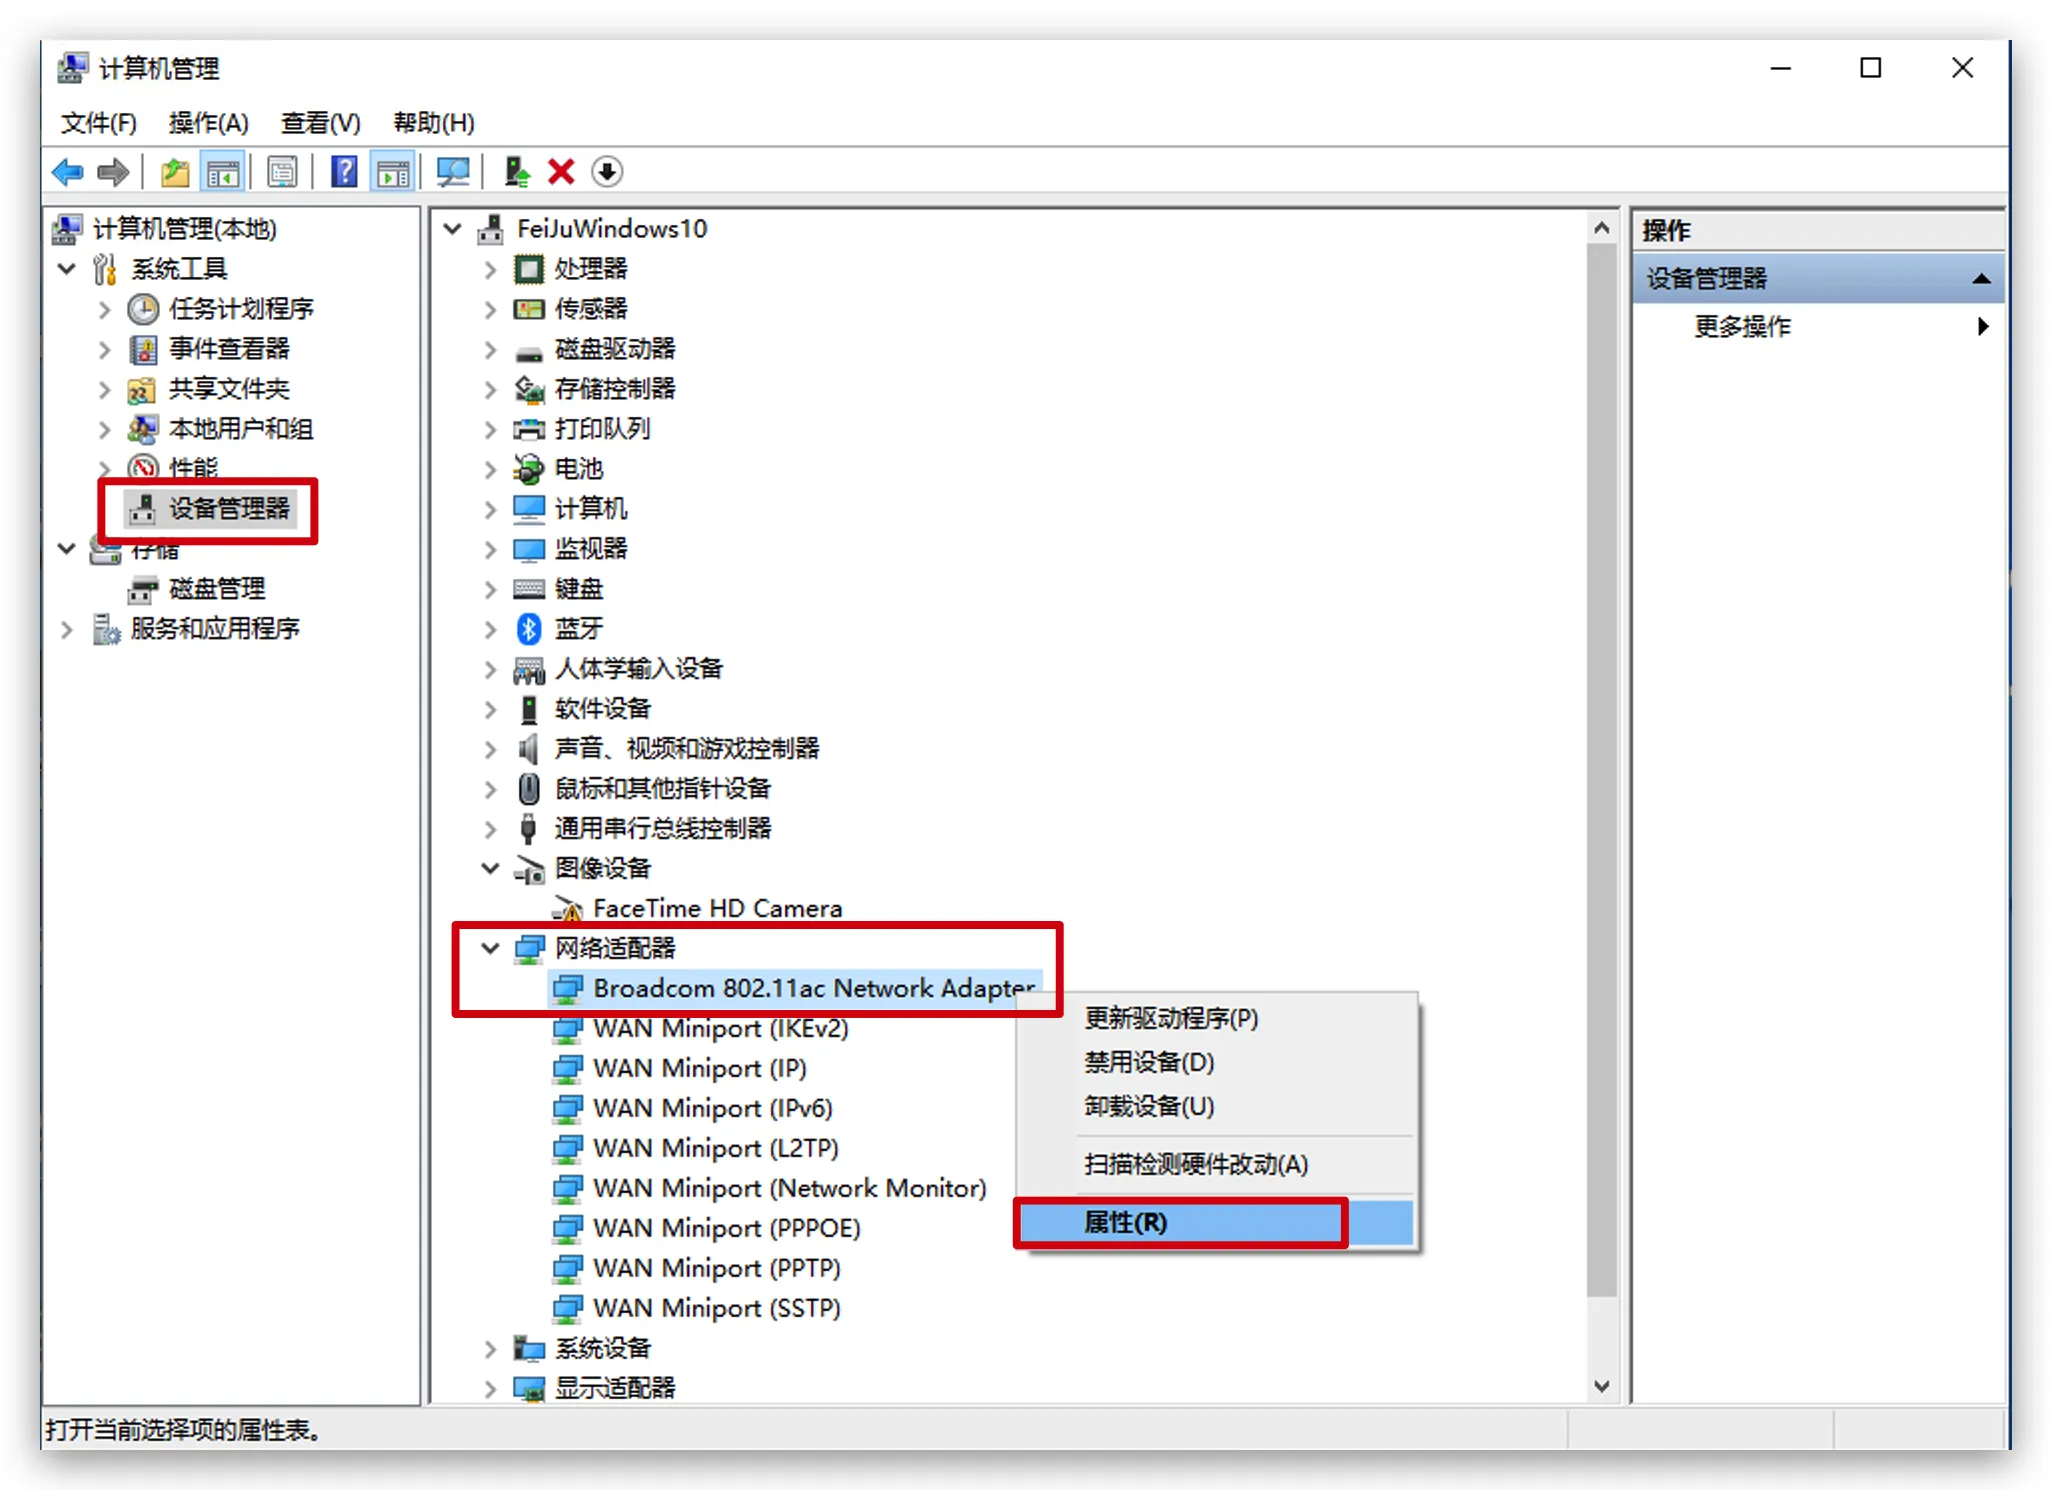 计算机管理
文件(F) 操作(A) 查看(V) 帮助(H)
计算机管理(本地)
系统工具
任务计划程序
事件查看器
共享文件夹
本地用户和组
性能
设备管理器
存储
磁盘管理
服务和应用程序
FeiJuWindows10
处理器
传感器
磁盘驱动器
存储控制器
打印队列
电池
计算机
监视器
键盘
蓝牙
人体学输入设备
软件设备
声音、视频和游戏控制器
鼠标和其他指针设备
通用串行总线控制器
图像设备
FaceTime HD Camera
网络适配器
Broadcom 802.11ac Network Adapter
WAN Miniport (IKEv2)
WAN Miniport (IP)
WAN Miniport (IPv6)
WAN Miniport (L2TP)
WAN Miniport (Network Monitor)
WAN Miniport (PPPOE)
WAN Miniport (PPTP)
WAN Miniport (SSTP)
系统设备
显示适配器
更新驱动程序(P)
禁用设备(D)
卸载设备(U)
扫描检测硬件改动(A)
属性(R)
操作
设备管理器
更多操作
打开当前选择项的属性表。